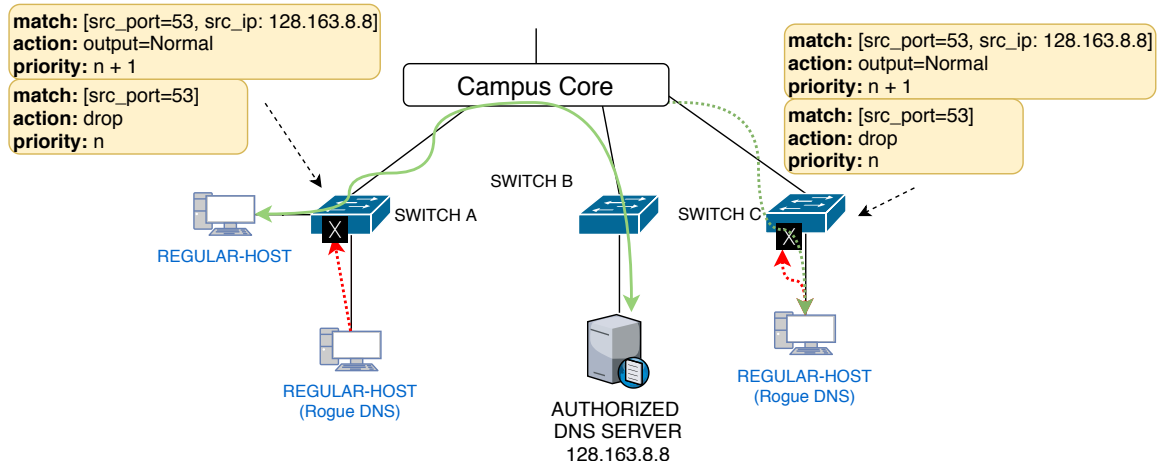 match: [src_port=53, src_ip: 128.163.8.8]
action: output=Normal
priority: n + 1
match: [src_port=53]
action: drop
priority: n
match: [src_port=53, src_ip: 128.163.8.8]
action: output=Normal
priority: n + 1
match: [src_port=53]
action: drop
priority: n
Campus Core
SWITCH A
SWITCH B
SWITCH C
X
X
REGULAR-HOST
REGULAR-HOST
(Rogue DNS)
AUTHORIZED
DNS SERVER
128.163.8.8
REGULAR-HOST
(Rogue DNS)